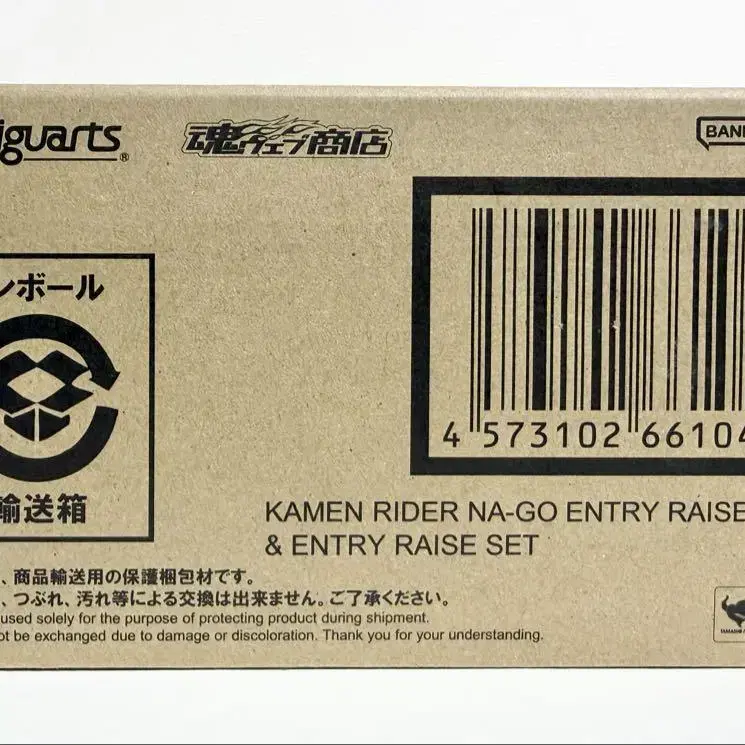 iguarts®
魂ウェブ商店
BAND
ンボール
輸送箱
4 573102 66104
KAMEN RIDER NA-GO ENTRY RAISE
& ENTRY RAISE SET
、商品輸送用の保護梱包材です。
、つぶれ、汚れ等による交換は出来ません。ご了承ください。
used solely for the purpose of protecting product during shipment.
ot be exchanged due to damage or discoloration. Thank you for your understanding.
TAMASHII